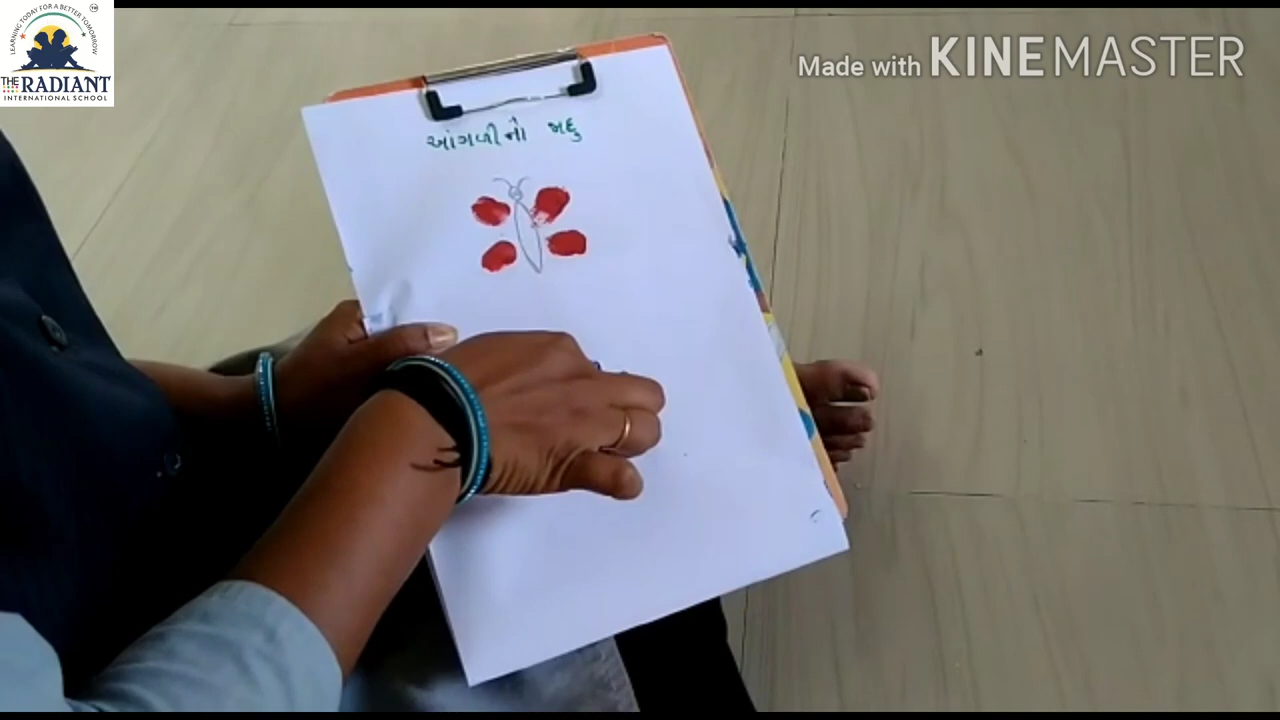 LEARNING TODAY FOR A BETTER TOMORROW
THE RADIANT
INTERNATIONAL SCHOOL
Made with KINEMASTER
આંગળીનો જાદુ